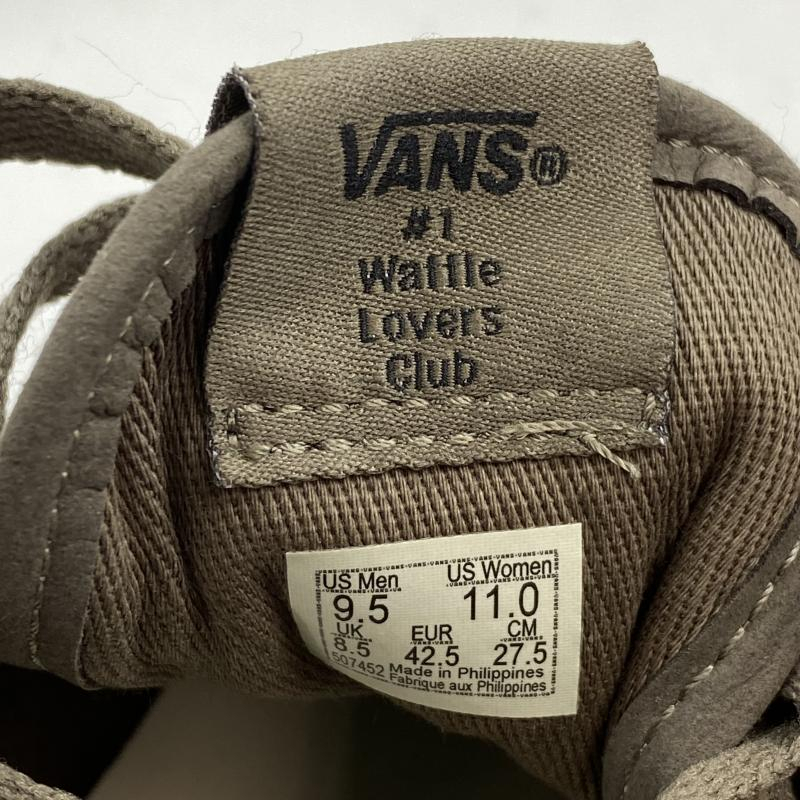 VANS®
#1
Waffle
Lovers
Club
US Men US Women
9.5 11.0
UK EUR CM
8.5 42.5 27.5
507452 Made in Philippines
Fabrique aux Philippines